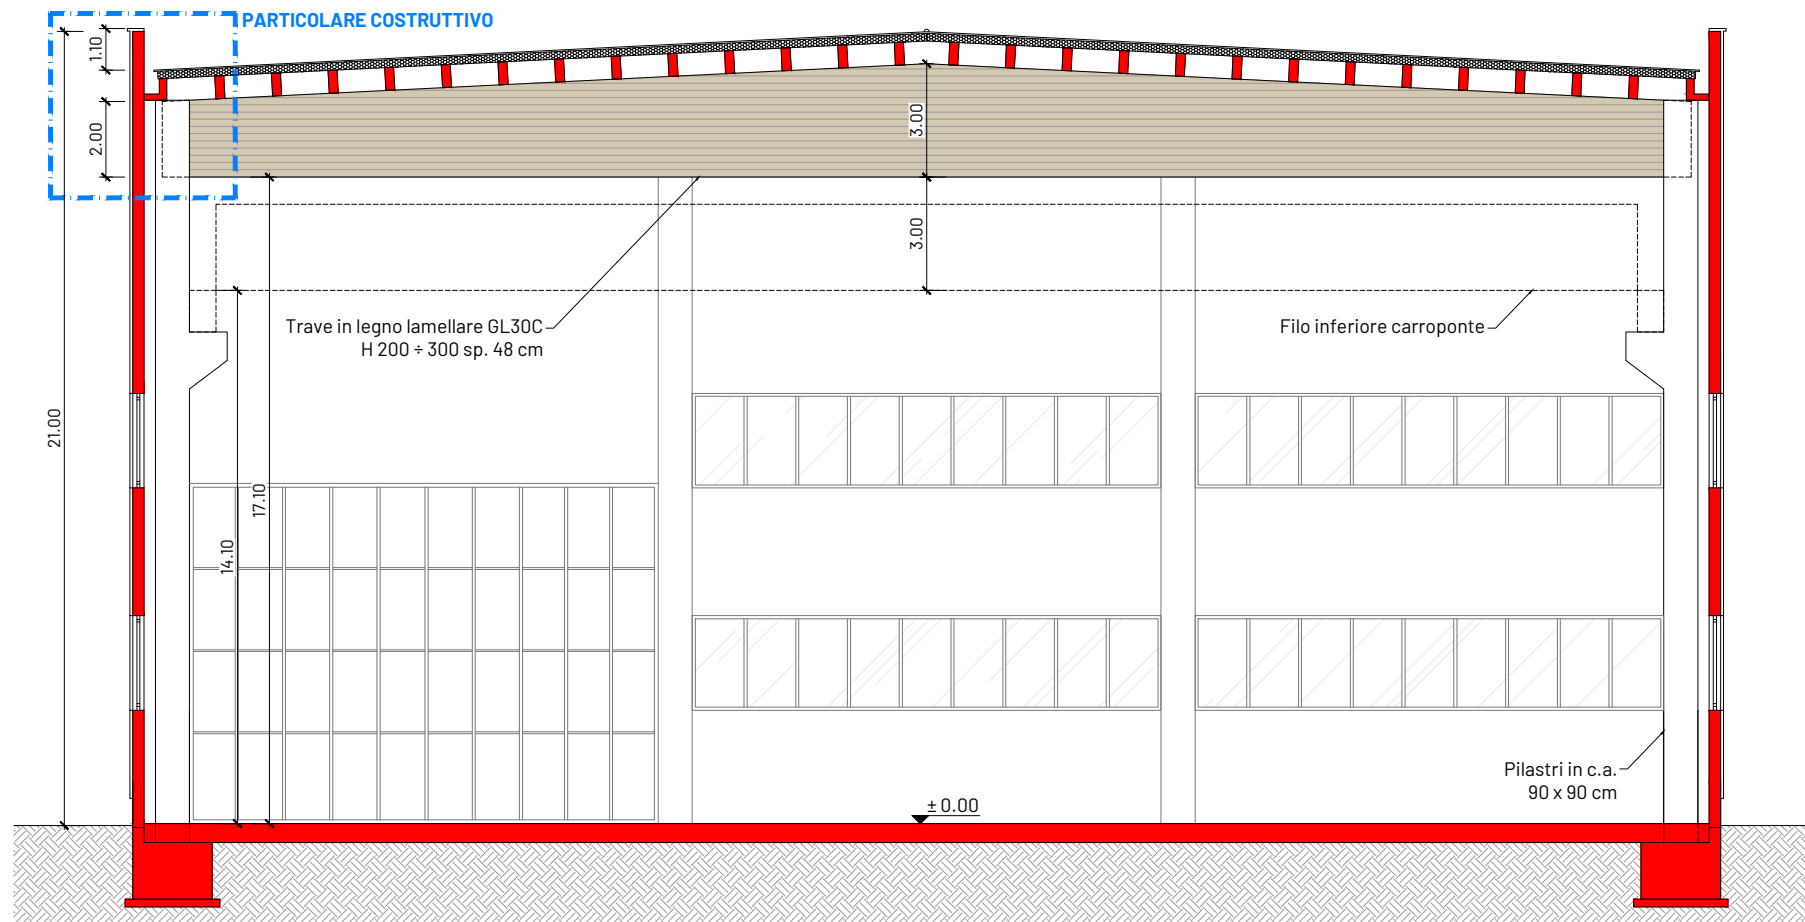 PARTICOLARE COSTRUTTIVO
1.10
2.00
3.00
3.00
Trave in legno lamellare GL30C
H 200 ÷ 300 sp. 48 cm
Filo inferiore carroponte
21.00
17.10
14.10
Pilastri in c.a.
90 x 90 cm
± 0.00